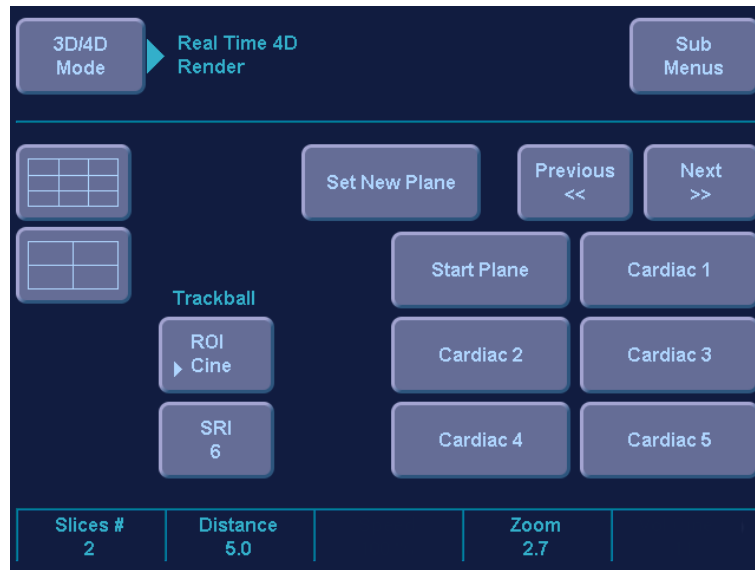 3D/4D
Mode
Real Time 4D
Render
Sub
Menus
Set New Plane
Previous
<<
Next
>>
Start Plane
Cardiac 1
Trackball
ROI
Cine
Cardiac 2
Cardiac 3
SRI
6
Cardiac 4
Cardiac 5
Slices #
2
Distance
5.0
Zoom
2.7